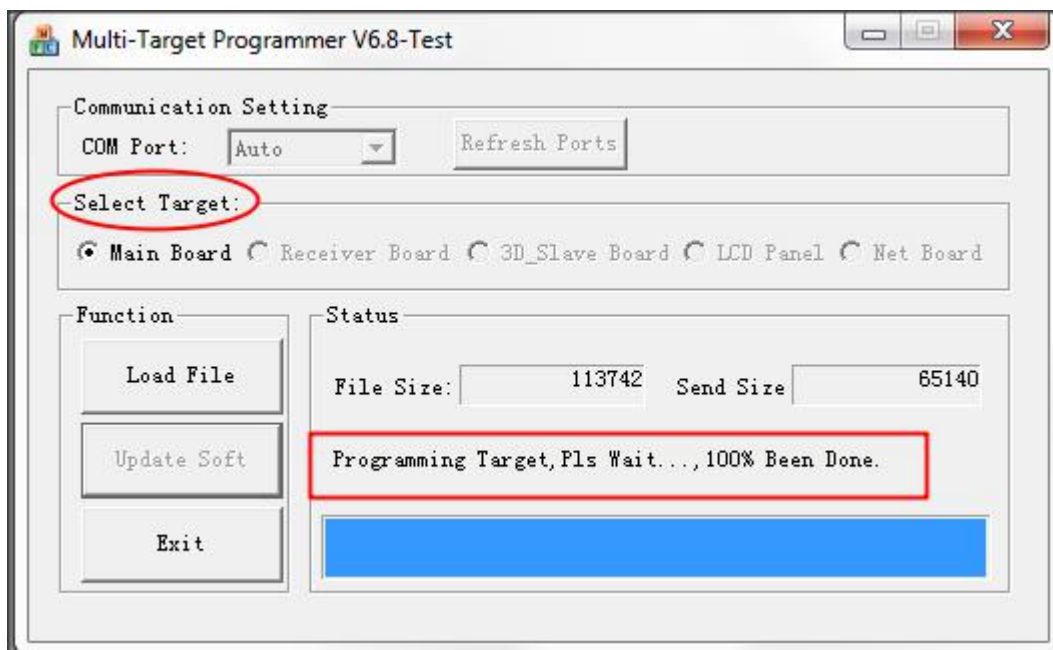 Multi-Target Programmer V6.8-Test
Communication Setting
COM Port: Auto Refresh Ports
Select Target:
Main Board Receiver Board 3D_Slave Board LCD Panel Net Board
Function
Status
Load File
File Size: 113742 Send Size 65140
Update Soft
Programming Target,Pls Wait...,100% Been Done.
Exit